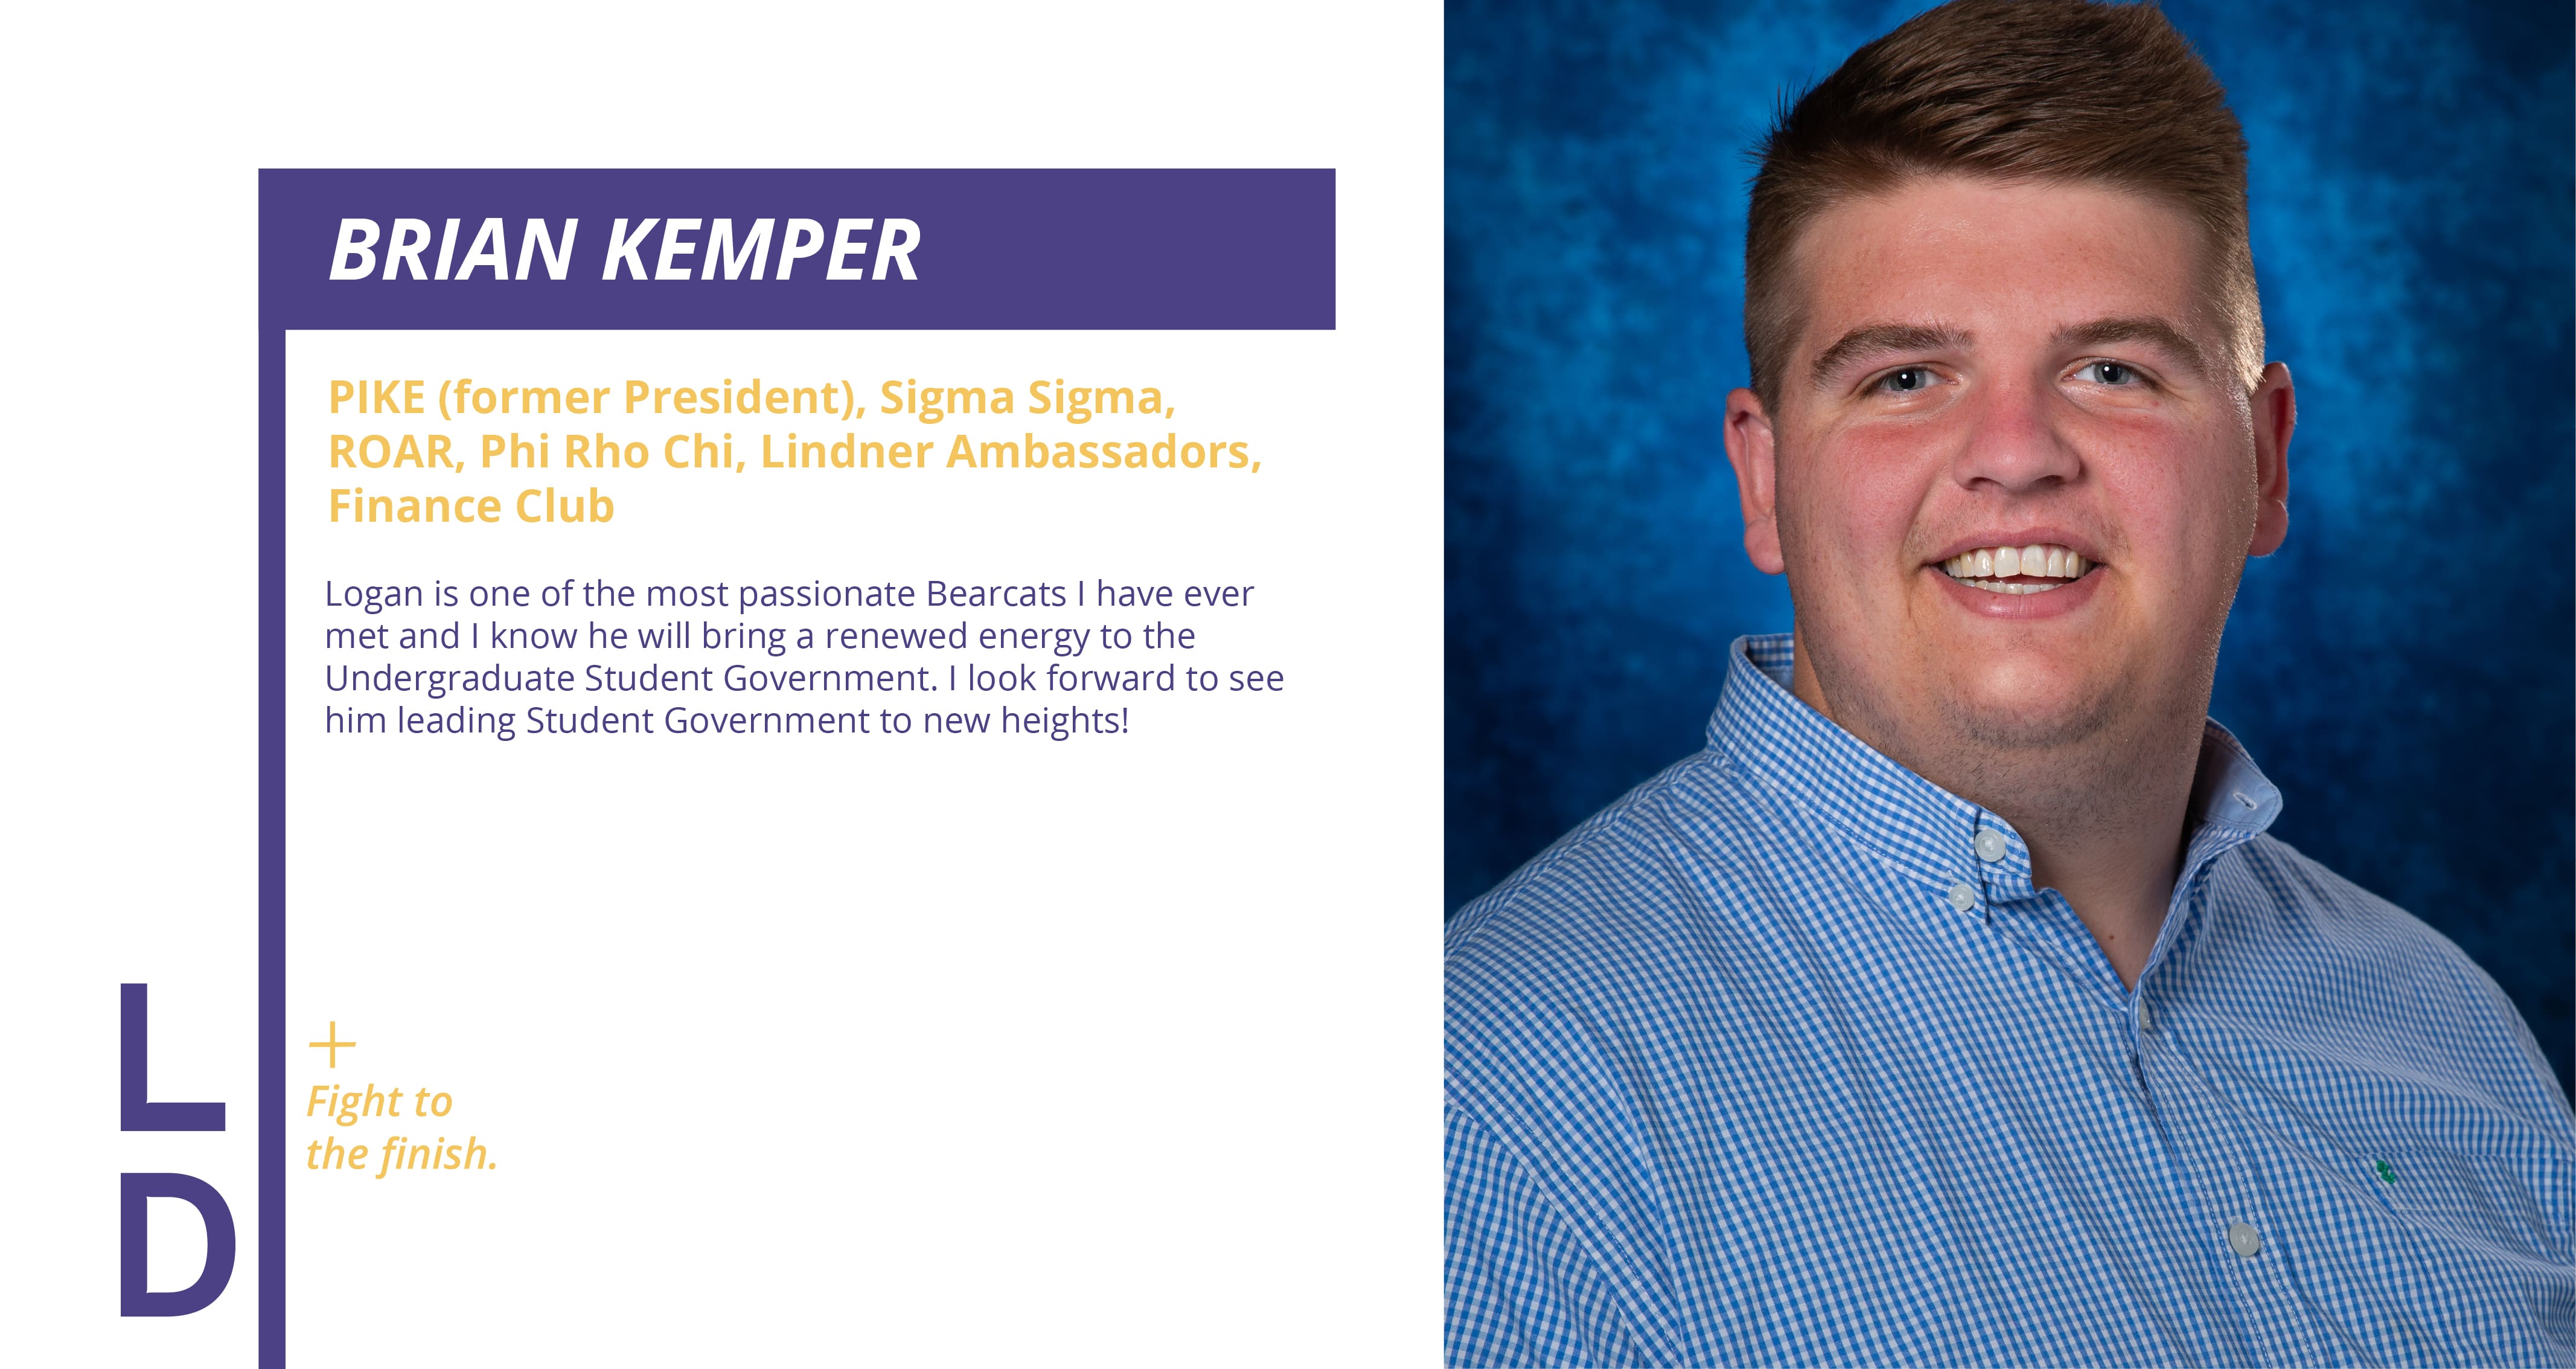 BRIAN KEMPER
PIKE (former President), Sigma Sigma,
ROAR, Phi Rho Chi, Lindner Ambassadors,
Finance Club
Logan is one of the most passionate Bearcats I have ever
met and I know he will bring a renewed energy to the
Undergraduate Student Government. I look forward to see
him leading Student Government to new heights!
L
D
+
Fight to
the finish.